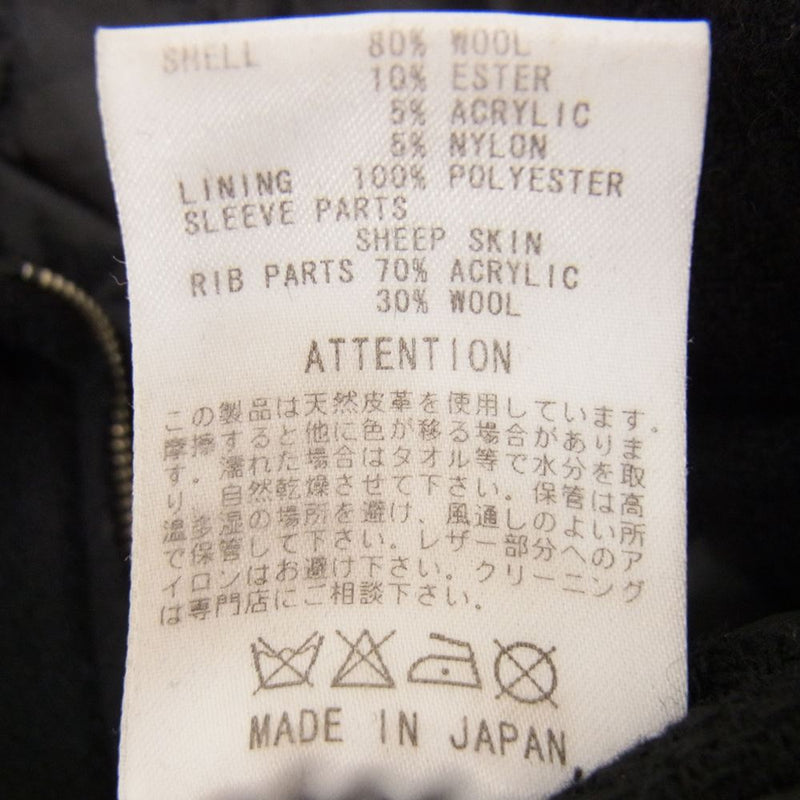 SHELL 80% WOOL
10% ESTER
5% ACRYLIC
5% NYLON
LINING 100% POLYESTER
SLEEVE PARTS
SHEEP SKIN
RIB PARTS 70% ACRYLIC
30% WOOL
ATTENTION
この製品は天然皮革を使用しています。
摩擦すると他に色が移る場合がありま
す。濡れた場合はタオル等で水分を取
り、自然乾燥させて下さい。保管は高
温多湿の場所を避け、風通しのよい所
で保管して下さい。レザー部分へのア
イロンはお避け下さい。クリーニング
は専門店にご相談下さい。
MADE IN JAPAN